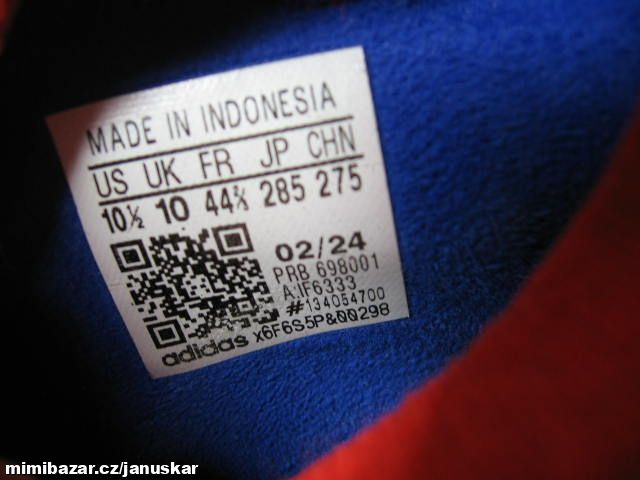 MADE IN INDONESIA
US UK FR JP CHN
10½ 10 44⅔ 285 275
02/24
PRB 698001
A:IF6333
#134054700
adidas x6F6S5P&00298
mimibazar.cz/januskar